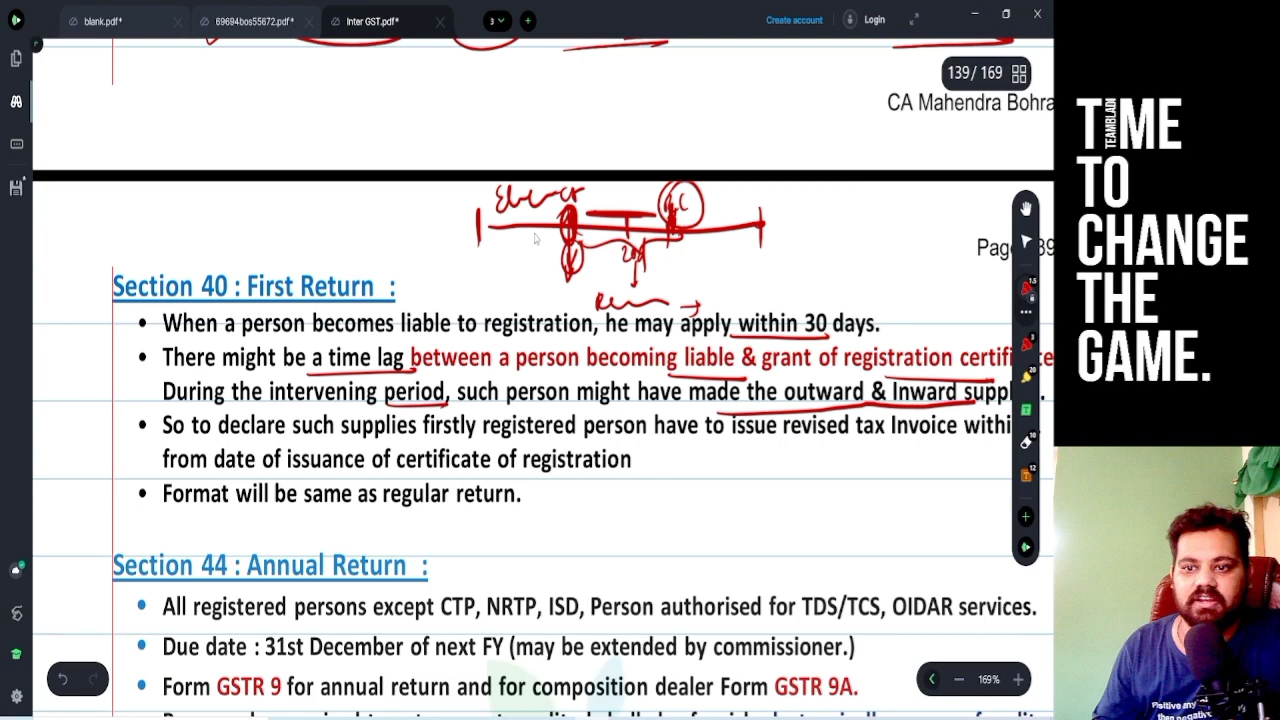 blank.pdf*
69694bos55672.pdf*
Inter GST.pdf*
3
Create account
Login
139/ 169
CA Mahendra Bohra
Section 40 : First Return :
• When a person becomes liable to registration, he may apply within 30 days.
• There might be a time lag between a person becoming liable & grant of registration certificate
During the intervening period, such person might have made the outward & Inward
• So to declare such supplies firstly registered person have to issue revised tax Invoice
from date of issuance of certificate of registration
• Format will be same as regular return.
Section 44 : Annual Return :
• All registered persons except CTP, NRTP, ISD, Person authorised for TDS/TCS, OIDAR services.
• Due date : 31st December of next FY (may be extended by commissioner.)
• Form GSTR 9 for annual return and for composition dealer Form GSTR 9A.
169%
TIME
TEAMBLADN
TO
CHANGE
THE
GAME.